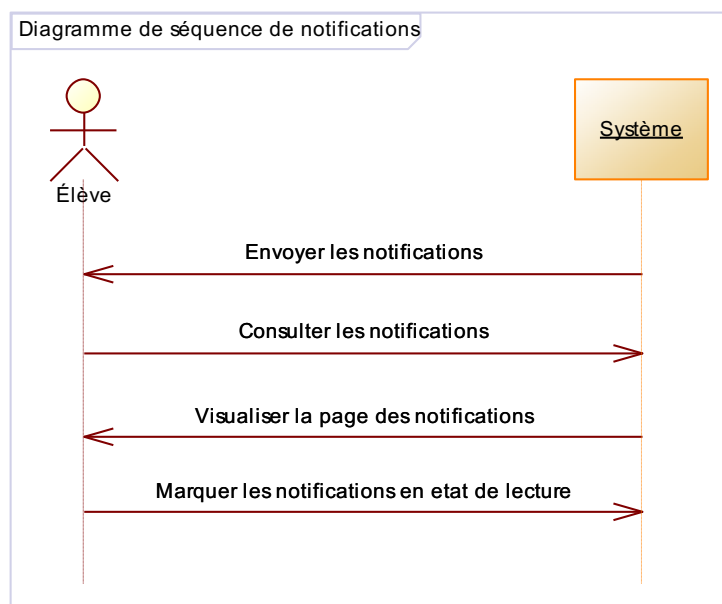 Diagramme de séquence de notifications
Système
Élève
Envoyer les notifications
Consulter les notifications
Visualiser la page des notifications
Marquer les notifications en etat de lecture